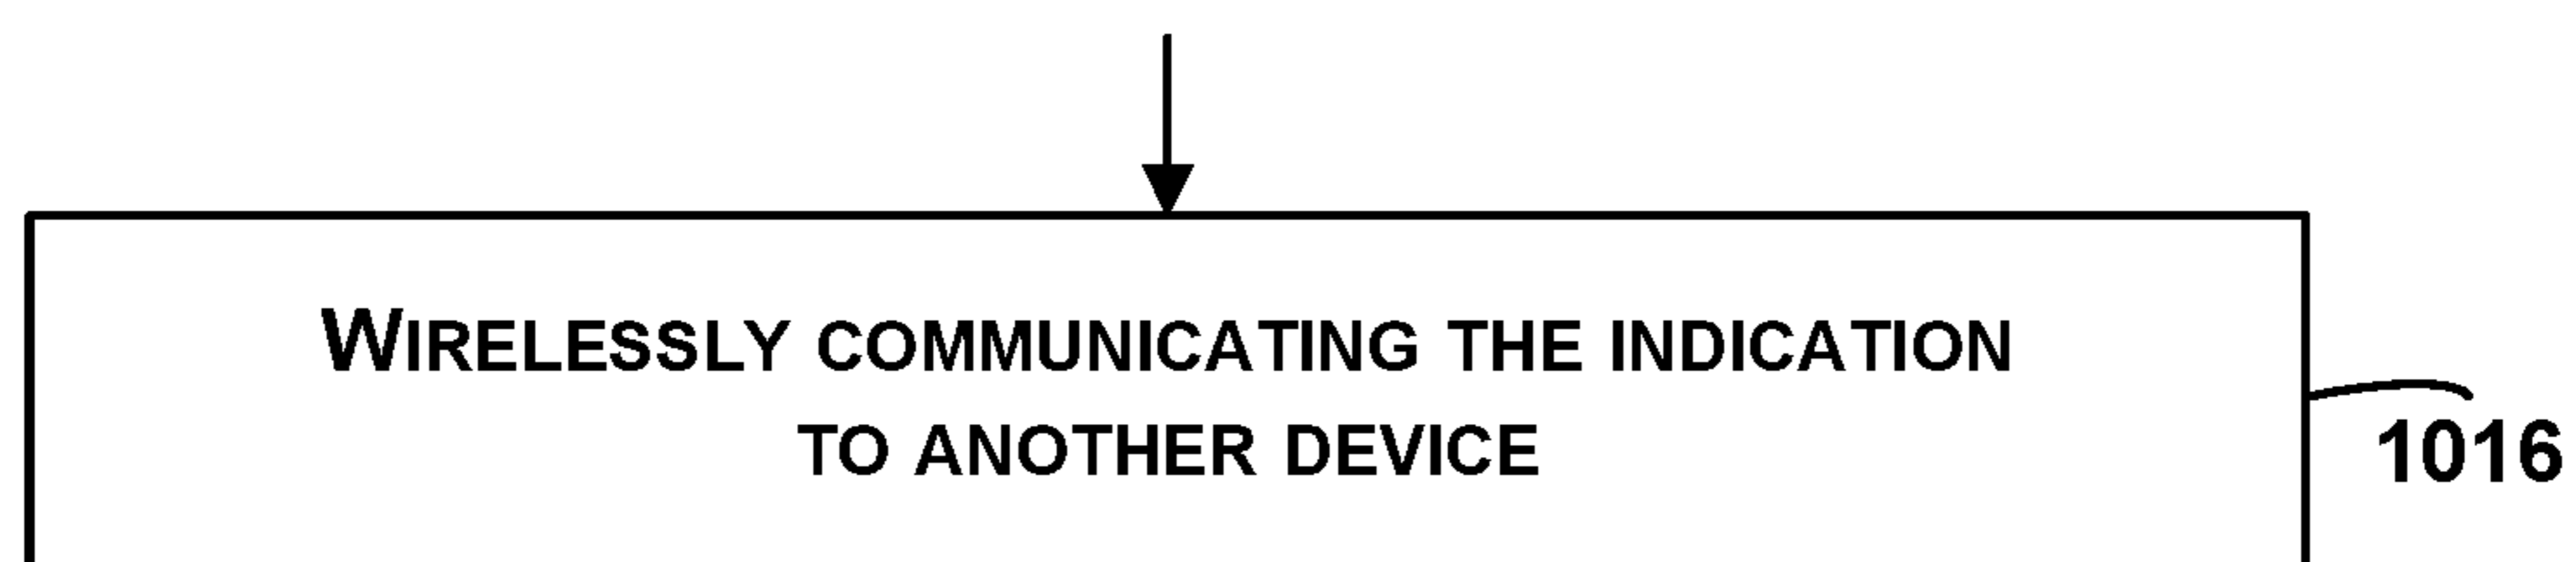 WIRELESSLY COMMUNICATING THE INDICATION
TO ANOTHER DEVICE
1016